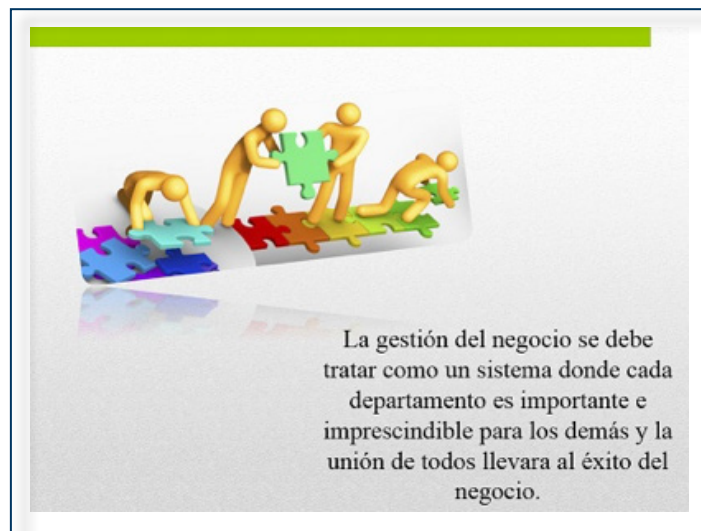 La gestión del negocio se debe
tratar como un sistema donde cada
departamento es importante e
imprescindible para los demás y la
unión de todos llevara al éxito del
negocio.